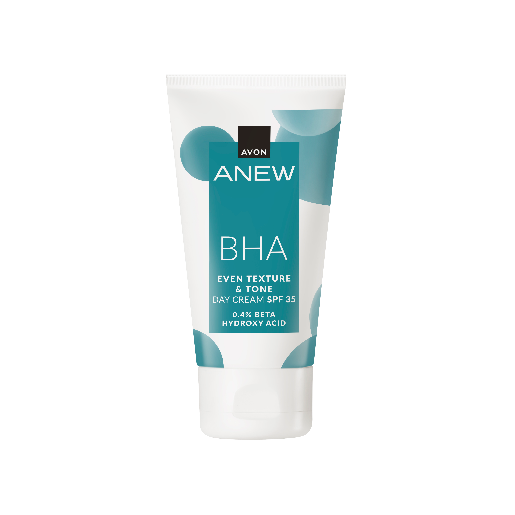 AVON
ANEW
BHA
EVEN TEXTURE
& TONE
DAY CREAM SPF 35
0.4% BETA
HYDROXY ACID